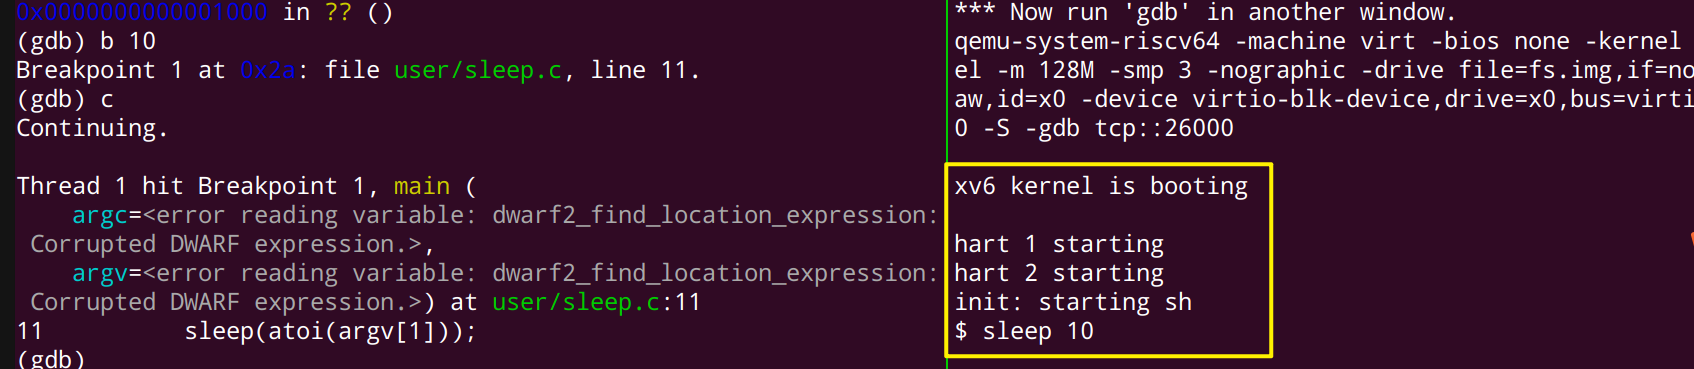 0x0000000000001000 in ?? ()
(gdb) b 10
Breakpoint 1 at 0x2a: file user/sleep.c, line 11.
(gdb) c
Continuing.
Thread 1 hit Breakpoint 1, main (
argc=<error reading variable: dwarf2_find_location_expression:
Corrupted DWARF expression.>,
argv=<error reading variable: dwarf2_find_location_expression:
Corrupted DWARF expression.>) at user/sleep.c:11
11 sleep(atoi(argv[1]));
(gdb)
*** Now run 'gdb' in another window.
qemu-system-riscv64 -machine virt -bios none -kernel
el -m 128M -smp 3 -nographic -drive file=fs.img,if=no
aw,id=x0 -device virtio-blk-device,drive=x0,bus=virti
0 -S -gdb tcp::26000
xv6 kernel is booting
hart 1 starting
hart 2 starting
init: starting sh
$ sleep 10